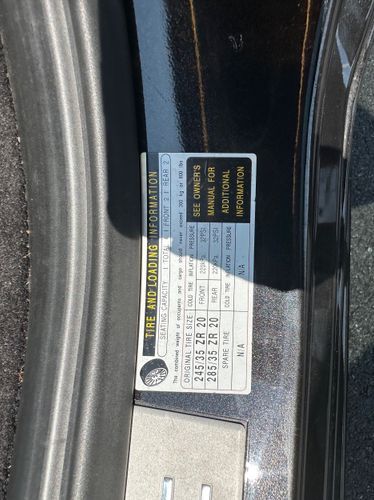 TIRE AND LOADING INFORMATION
SEATING CAPACITY TOTAL FRONT 2 REAR 2
The combined weight of occupants and cargo should never exceed kg or 800 lbs
ORIGINAL TIRE SIZE COLD TIRE INFLATION PRESSURE SEE OWNER'S
245/35 ZR 20 FRONT 220kPa, 32PSI MANUAL FOR
285/35 ZR 20 REAR 220kPa, 32PSI ADDITIONAL
SPARE TIRE COLD TIRE INFLATION PRESSURE INFORMATION
N/A N/A